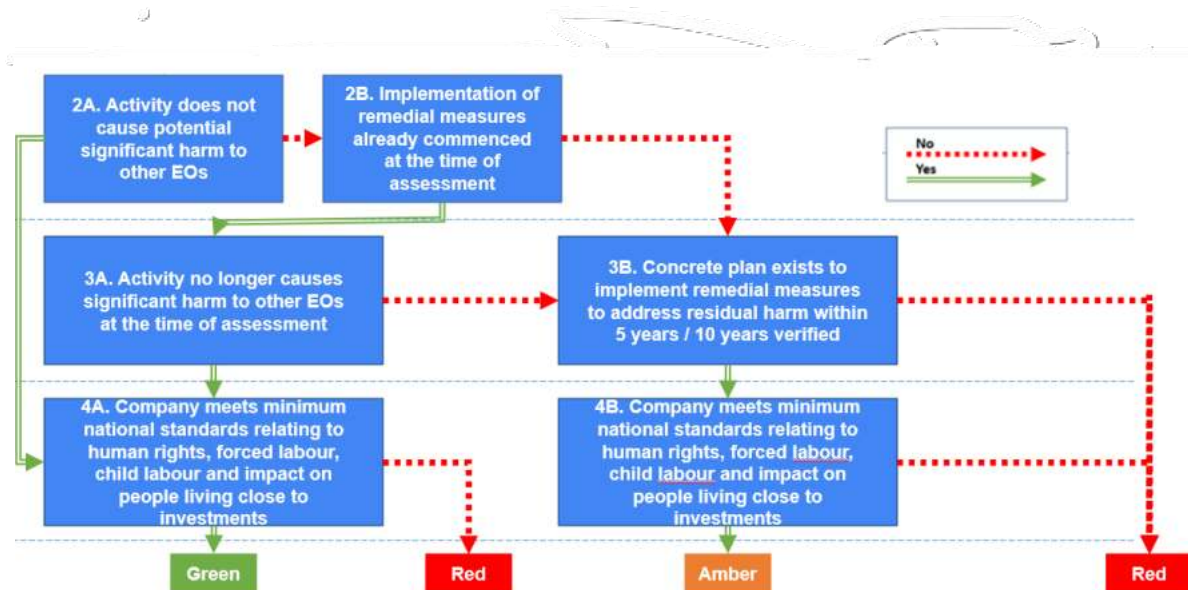 2A. Activity does not
cause potential
significant harm to
other EOs
2B. Implementation of
remedial measures
already commenced
at the time of
assessment
No
Yes
3A. Activity no longer causes
significant harm to other EOs
at the time of assessment
3B. Concrete plan exists to
implement remedial measures
to address residual harm within
5 years / 10 years verified
4A. Company meets minimum
national standards relating to
human rights, forced labour,
child labour and impact on
people living close to
investments
4B. Company meets minimum
national standards relating to
human rights, forced labour,
child labour and impact on
people living close to
investments
Green
Red
Amber
Red